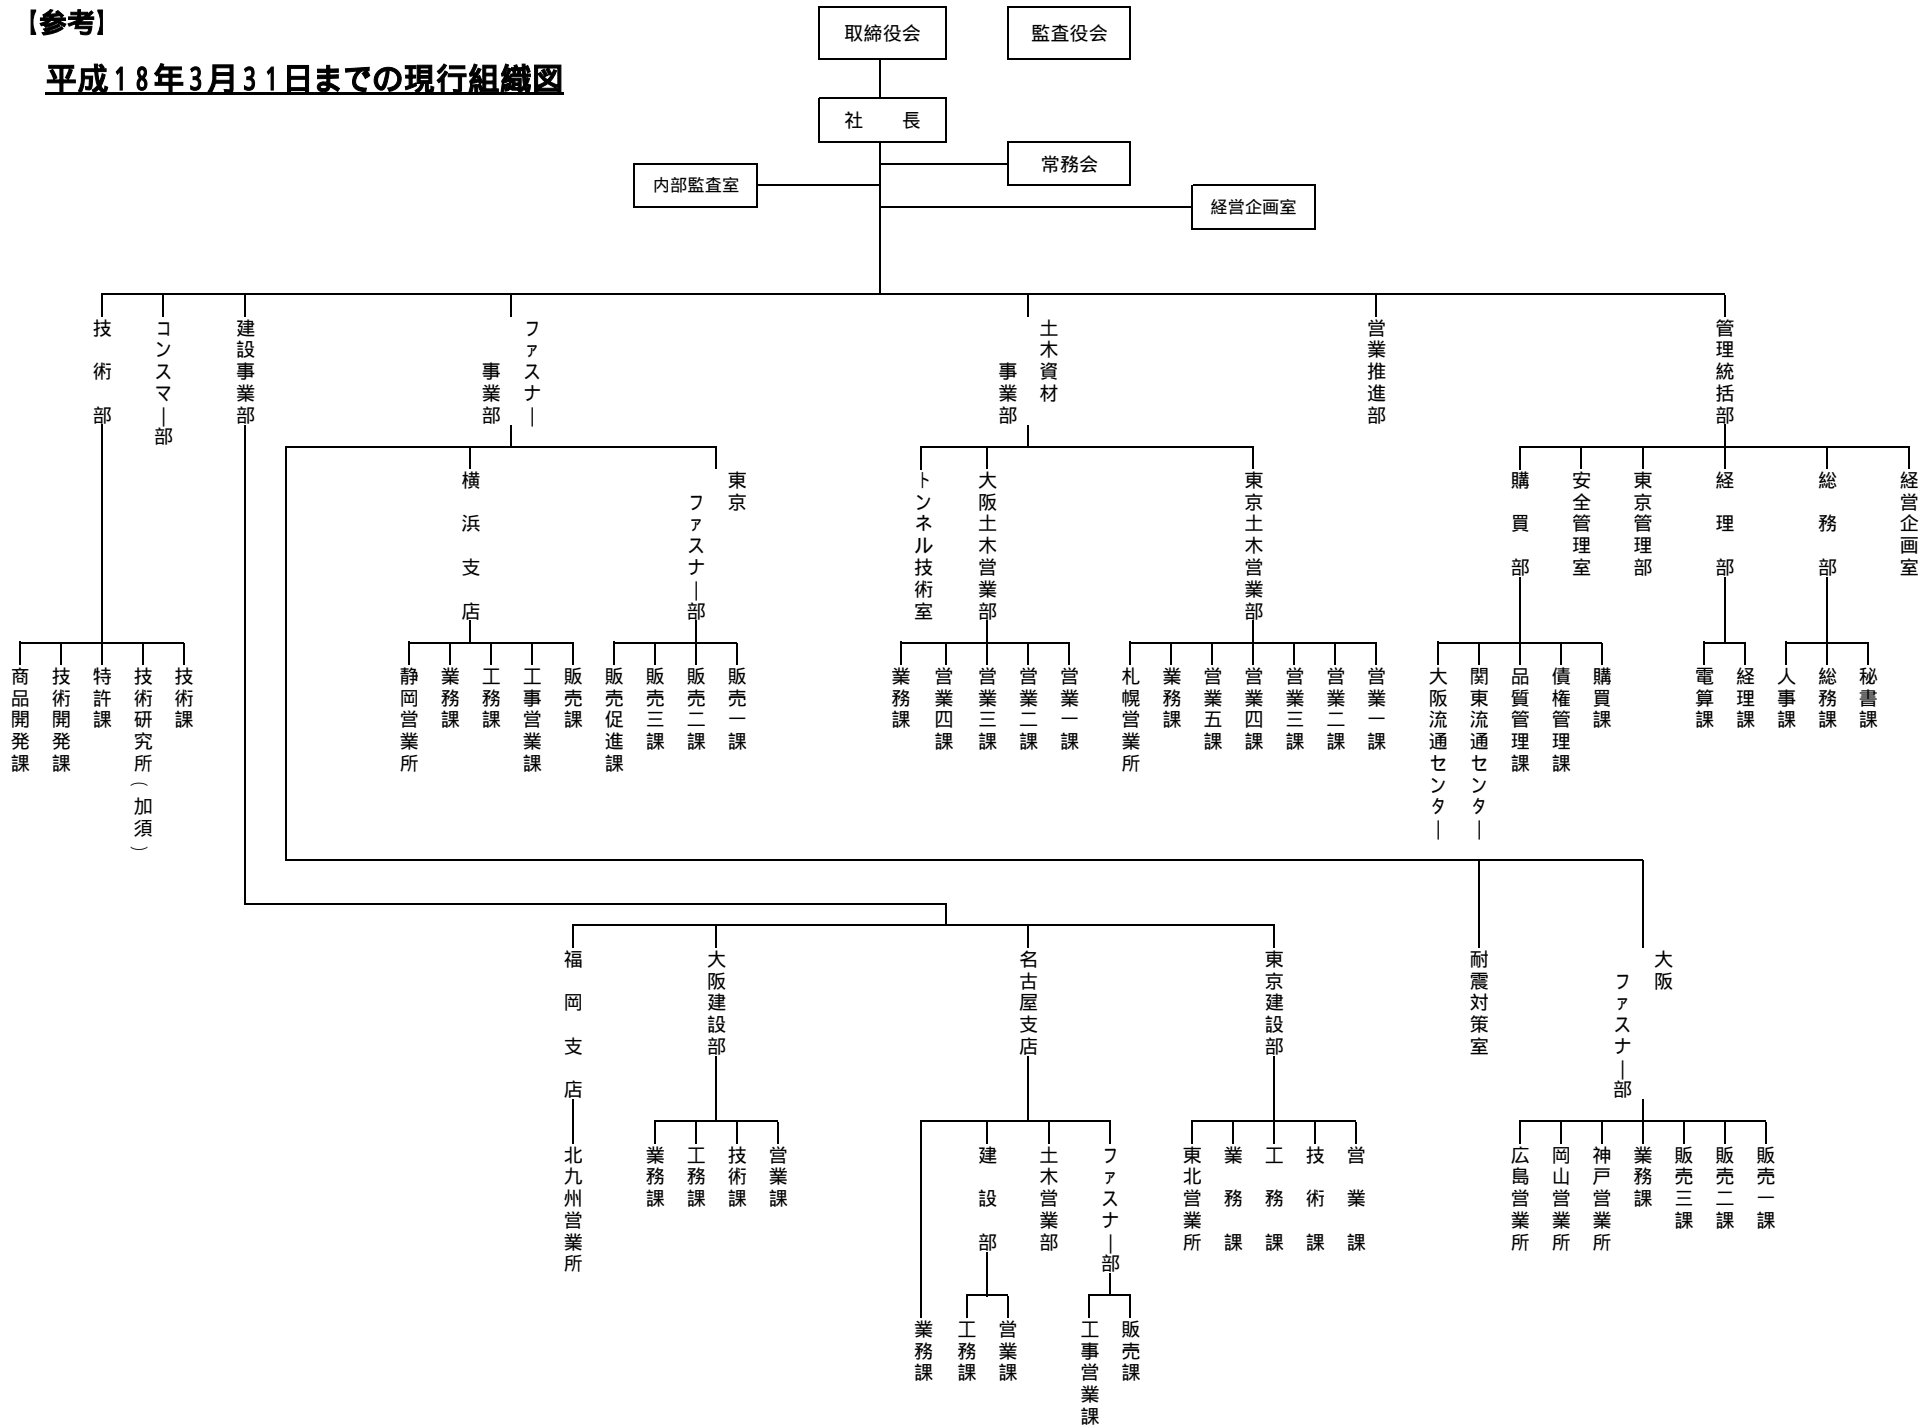 【参考】
平成18年3月31日までの現行組織図
取締役会
監査役会
社　長
常務会
内部監査室
経営企画室
技術部
コンスマー部
建設事業部
ファスナー
事業部
土木資材
事業部
営業推進部
管理統括部
横浜支店
東京
ファスナー部
トンネル技術室
大阪土木営業部
東京土木営業部
購買部
安全管理室
東京管理部
経理部
総務部
経営企画室
商品開発課
技術開発課
特許課
技術研究所（加須）
技術課
静岡営業所
業務課
工務課
工事営業課
販売課
販売促進課
販売三課
販売二課
販売一課
業務課
営業四課
営業三課
営業二課
営業一課
札幌営業所
業務課
営業五課
営業四課
営業三課
営業二課
営業一課
大阪流通センター
関東流通センター
品質管理課
債権管理課
購買課
電算課
経理課
人事課
総務課
秘書課
福岡支店
大阪建設部
名古屋支店
東京建設部
耐震対策室
大阪
ファスナー部
北九州営業所
業務課
工務課
技術課
営業課
建設部
土木営業部
ファスナー部
東北営業所
業務課
工務課
技術課
営業課
広島営業所
岡山営業所
神戸営業所
業務課
販売三課
販売二課
販売一課
業務課
工務課
営業課
工事営業課
販売課